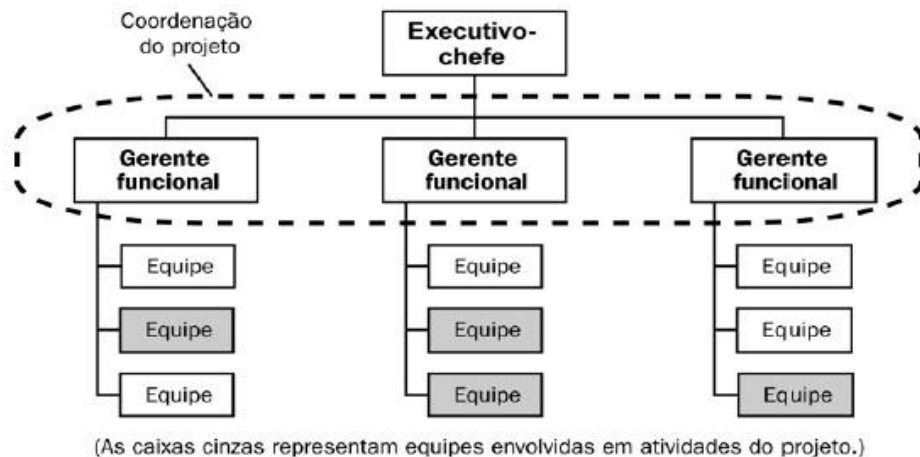 Coordenação
do projeto
Executivo-
chefe
Gerente
funcional
Gerente
funcional
Gerente
funcional
Equipe
Equipe
Equipe
Equipe
Equipe
Equipe
Equipe
Equipe
Equipe
(As caixas cinzas representam equipes envolvidas em atividades do projeto.)